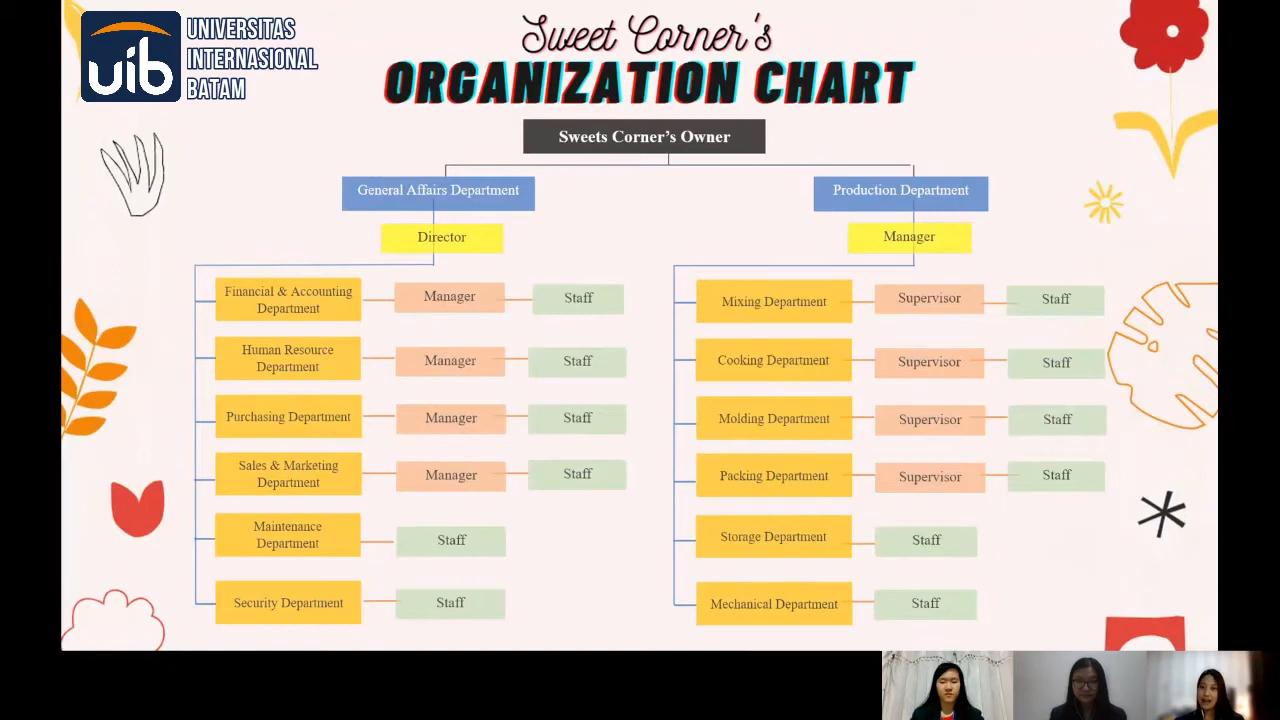 uib
UNIVERSITAS
INTERNASIONAL
BATAM
Sweet Corner's
ORGANIZATION CHART
Sweets Corner's Owner
General Affairs Department
Production Department
Director
Manager
Financial & Accounting
Department
Manager
Staff
Human Resource
Department
Manager
Staff
Purchasing Department
Manager
Staff
Sales & Marketing
Department
Manager
Staff
Maintenance
Department
Staff
Security Department
Staff
Mixing Department
Supervisor
Staff
Cooking Department
Supervisor
Staff
Molding Department
Supervisor
Staff
Packing Department
Supervisor
Staff
Storage Department
Staff
Mechanical Department
Staff